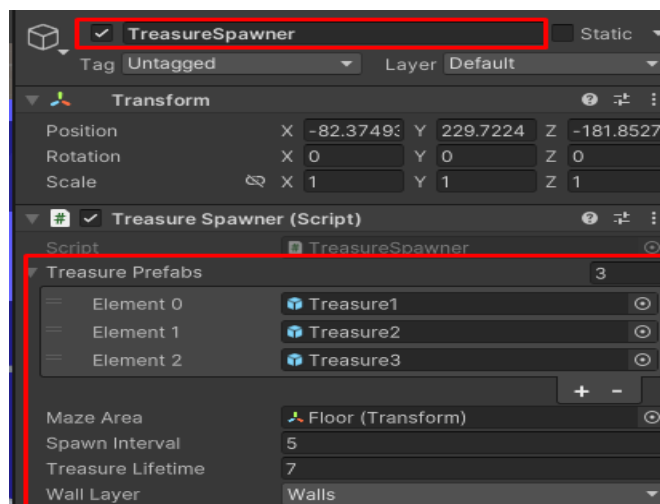 TreasureSpawner Static
Tag Untagged Layer Default
Transform
Position X -82.37493 Y 229.7224 Z -181.8527
Rotation X 0 Y 0 Z 0
Scale X 1 Y 1 Z 1
# Treasure Spawner (Script)
Script TreasureSpawner
Treasure Prefabs 3
Element 0 Treasure1
Element 1 Treasure2
Element 2 Treasure3
+ -
Maze Area Floor (Transform)
Spawn Interval 5
Treasure Lifetime 7
Wall Layer Walls